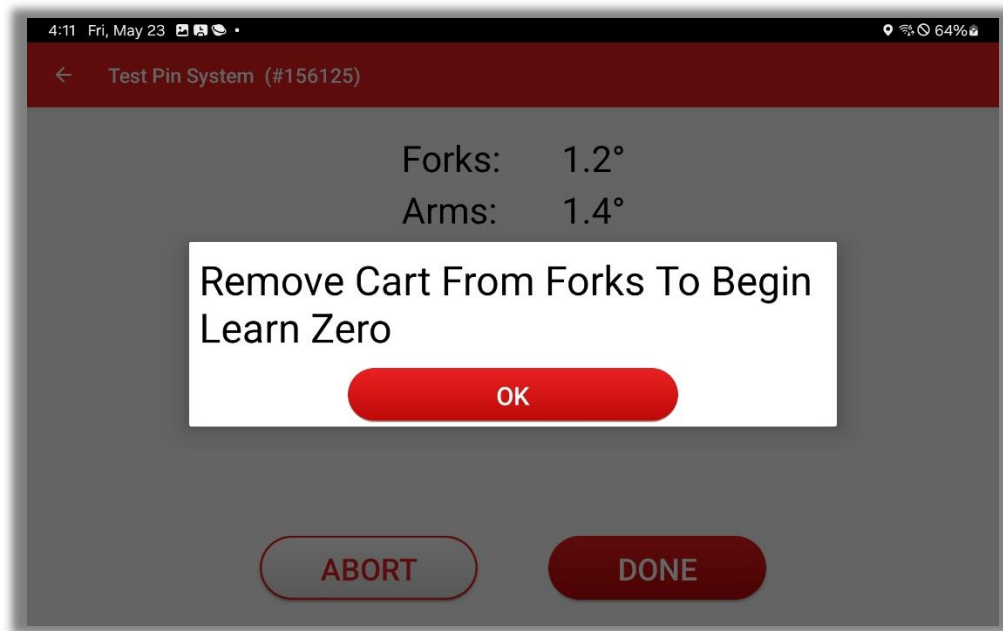 4:11 Fri, May 23
64%
Test Pin System (#156125)
Forks: 1.2°
Arms: 1.4°
Remove Cart From Forks To Begin
Learn Zero
OK
ABORT
DONE